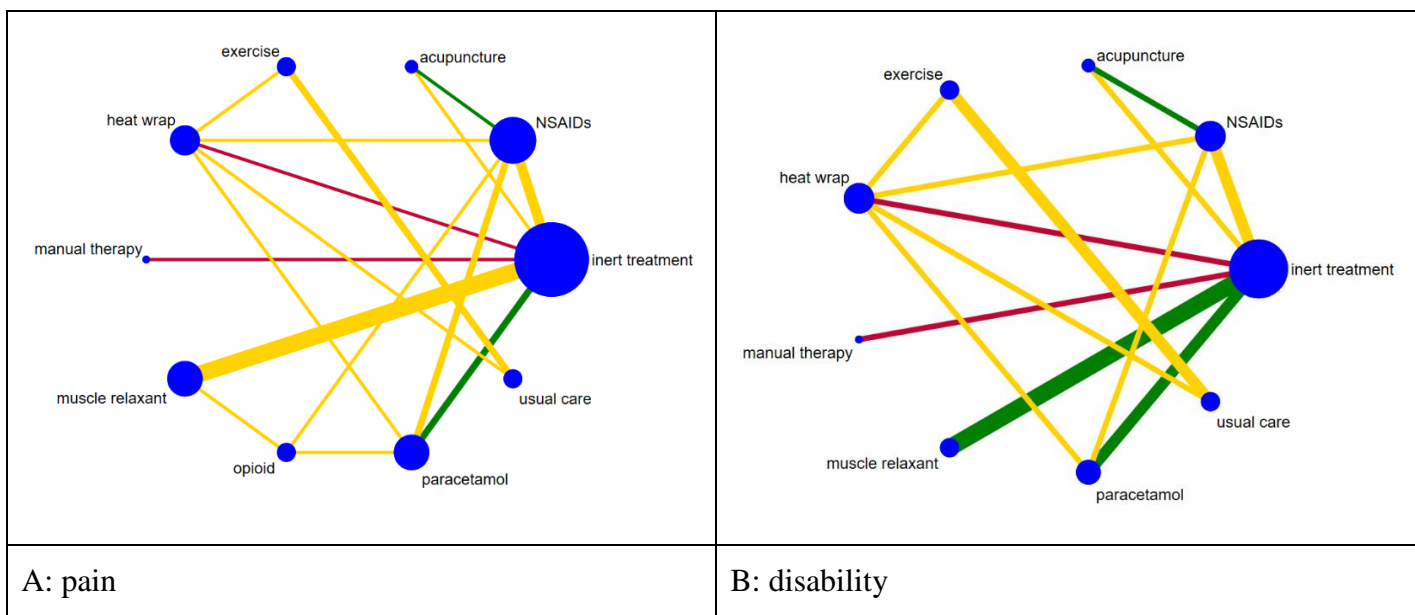 exercise
acupuncture
heat wrap
NSAIDs
manual therapy
inert treatment
muscle relaxant
usual care
opioid
paracetamol
A: pain
acupuncture
exercise
NSAIDs
heat wrap
inert treatment
manual therapy
usual care
muscle relaxant
paracetamol
B: disability